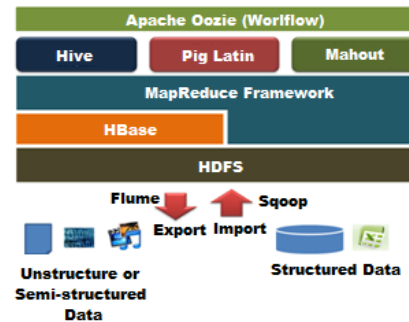 Apache Oozie (Worlflow)
Hive
Pig Latin
Mahout
MapReduce Framework
HBase
HDFS
Flume
Sqoop
Export
Import
Unstructure or
Semi-structured
Data
Structured Data